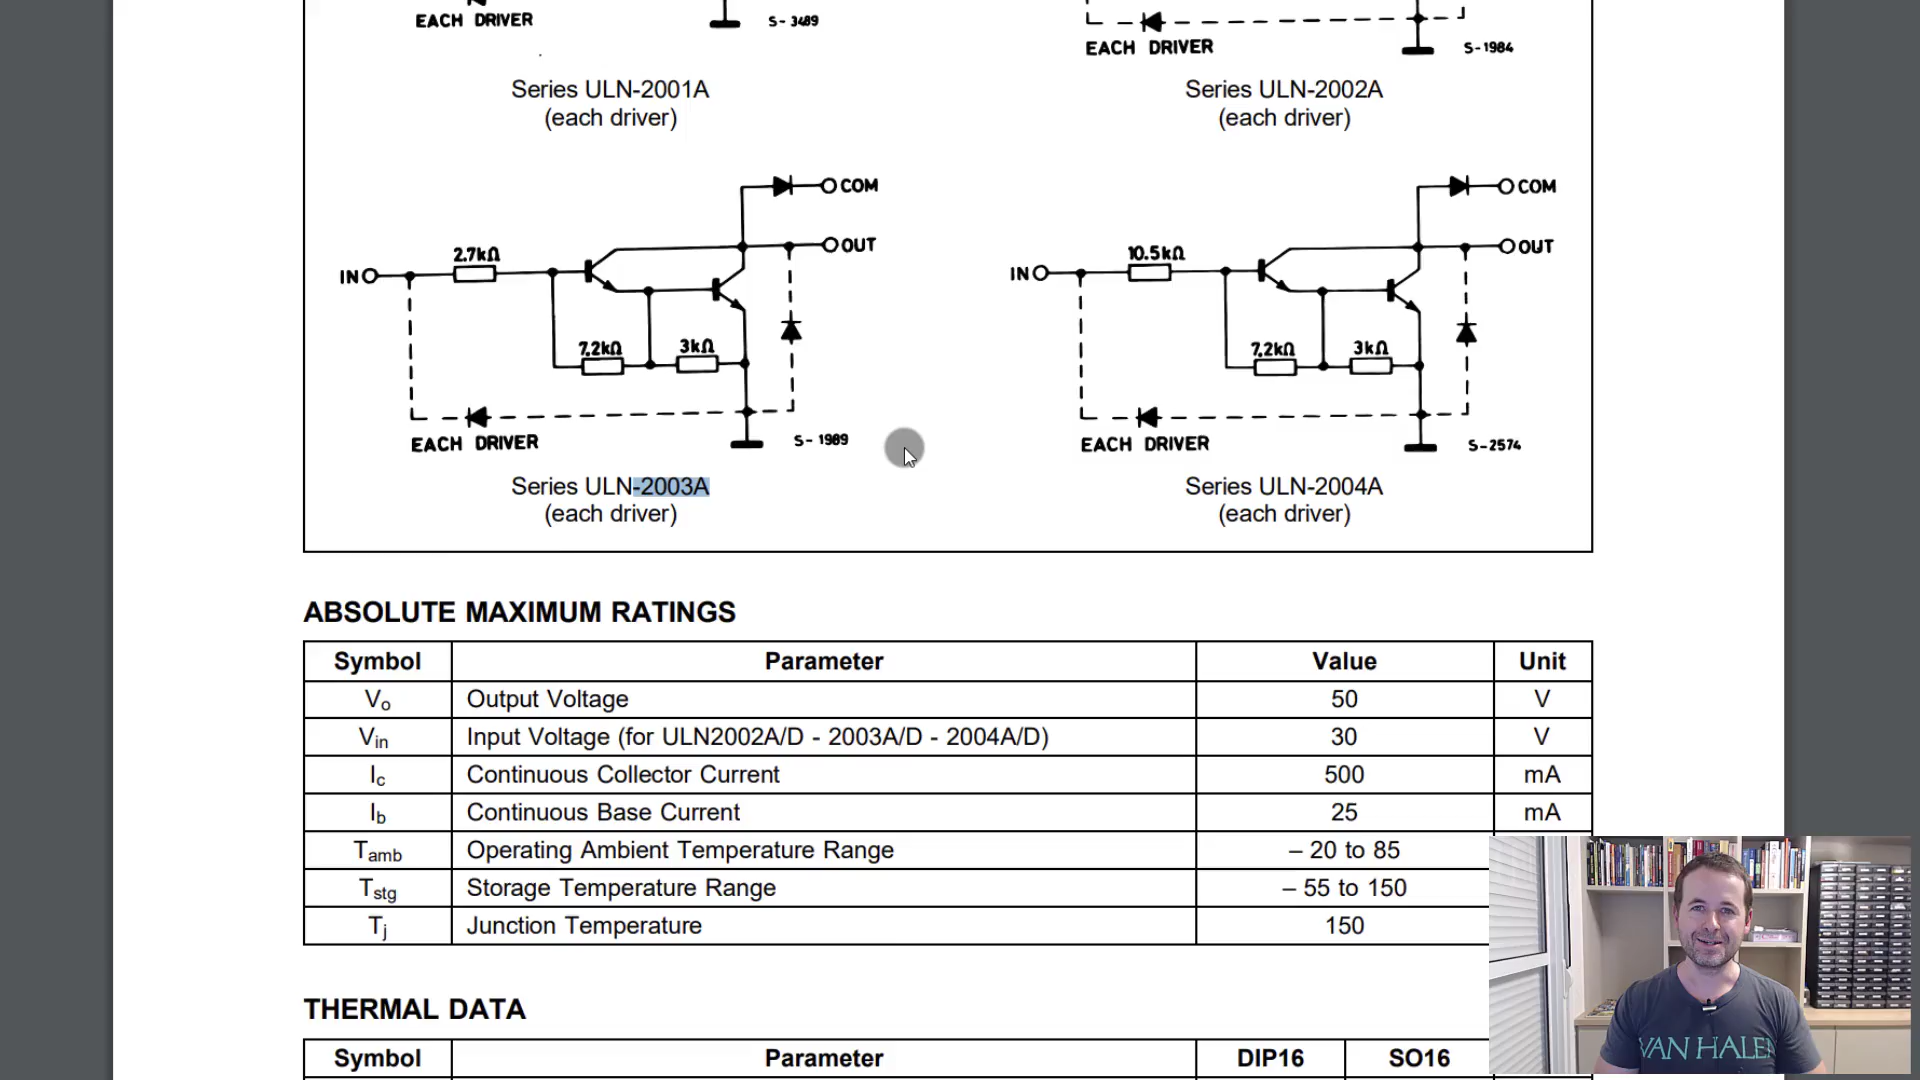 EACH DRIVER
S-3489
EACH DRIVER
S-1984
Series ULN-2001A
(each driver)
Series ULN-2002A
(each driver)
COM
OUT
2.7kΩ
IN
7.2kΩ
3kΩ
EACH DRIVER
S-1989
Series ULN-2003A
(each driver)
COM
OUT
10.5kΩ
IN
7.2kΩ
3kΩ
EACH DRIVER
S-2574
Series ULN-2004A
(each driver)
ABSOLUTE MAXIMUM RATINGS
Symbol Parameter Value Unit
Vo Output Voltage 50 V
Vin Input Voltage (for ULN2002A/D - 2003A/D - 2004A/D) 30 V
Ic Continuous Collector Current 500 mA
Ib Continuous Base Current 25 mA
Tamb Operating Ambient Temperature Range – 20 to 85
Tstg Storage Temperature Range – 55 to 150
Tj Junction Temperature 150
THERMAL DATA
Symbol Parameter DIP16 SO16
VAN HALE